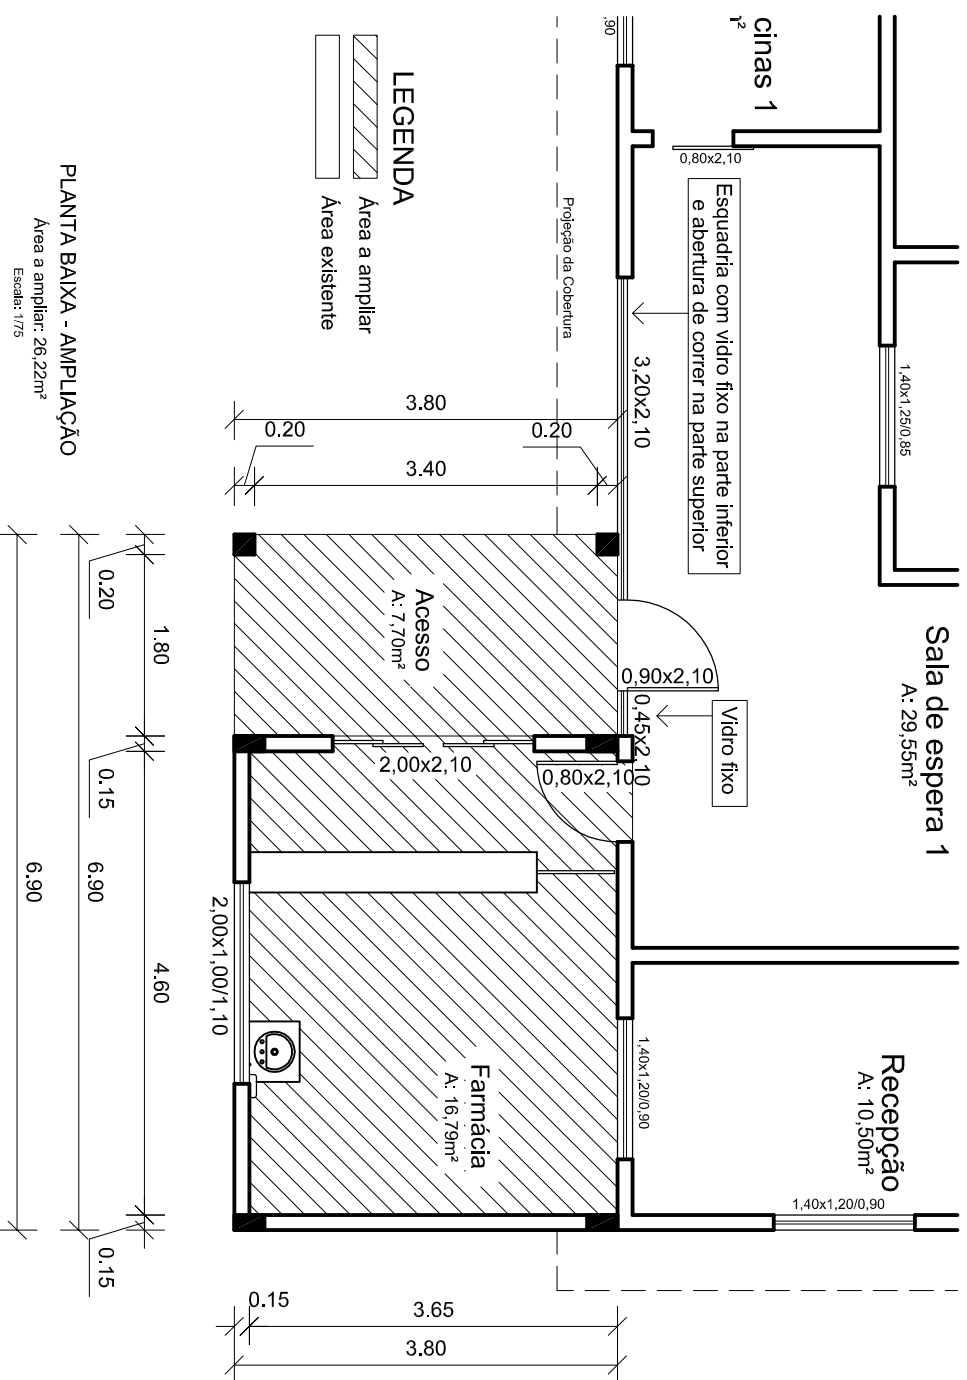 cinas 1
Sala de espera 1
A: 29,55m²
Recepção
A: 10,50m²
1,40x1,25/0,85
0,80x2,10
Esquadria com vidro fixo na parte inferior
e abertura de correr na parte superior
Vidro fixo
3,20x2,10
0,90x2,10
0,45x2,10
0,80x2,10
2,00x2,10
1,40x1,20/0,90
1,40x1,20/0,90
Projeção da Cobertura
LEGENDA
Área a ampliar
Área existente
3.80
0.20
0.20
3.40
Acesso
A: 7,70m²
Farmácia
A: 16,79m²
2,00x1,00/1,10
0.20
1.80
0.15
4.60
0.15
6.90
6.90
0.15
3.65
3.80
PLANTA BAIXA - AMPLIAÇÃO
Área a ampliar: 26,22m²
Escala: 1/75